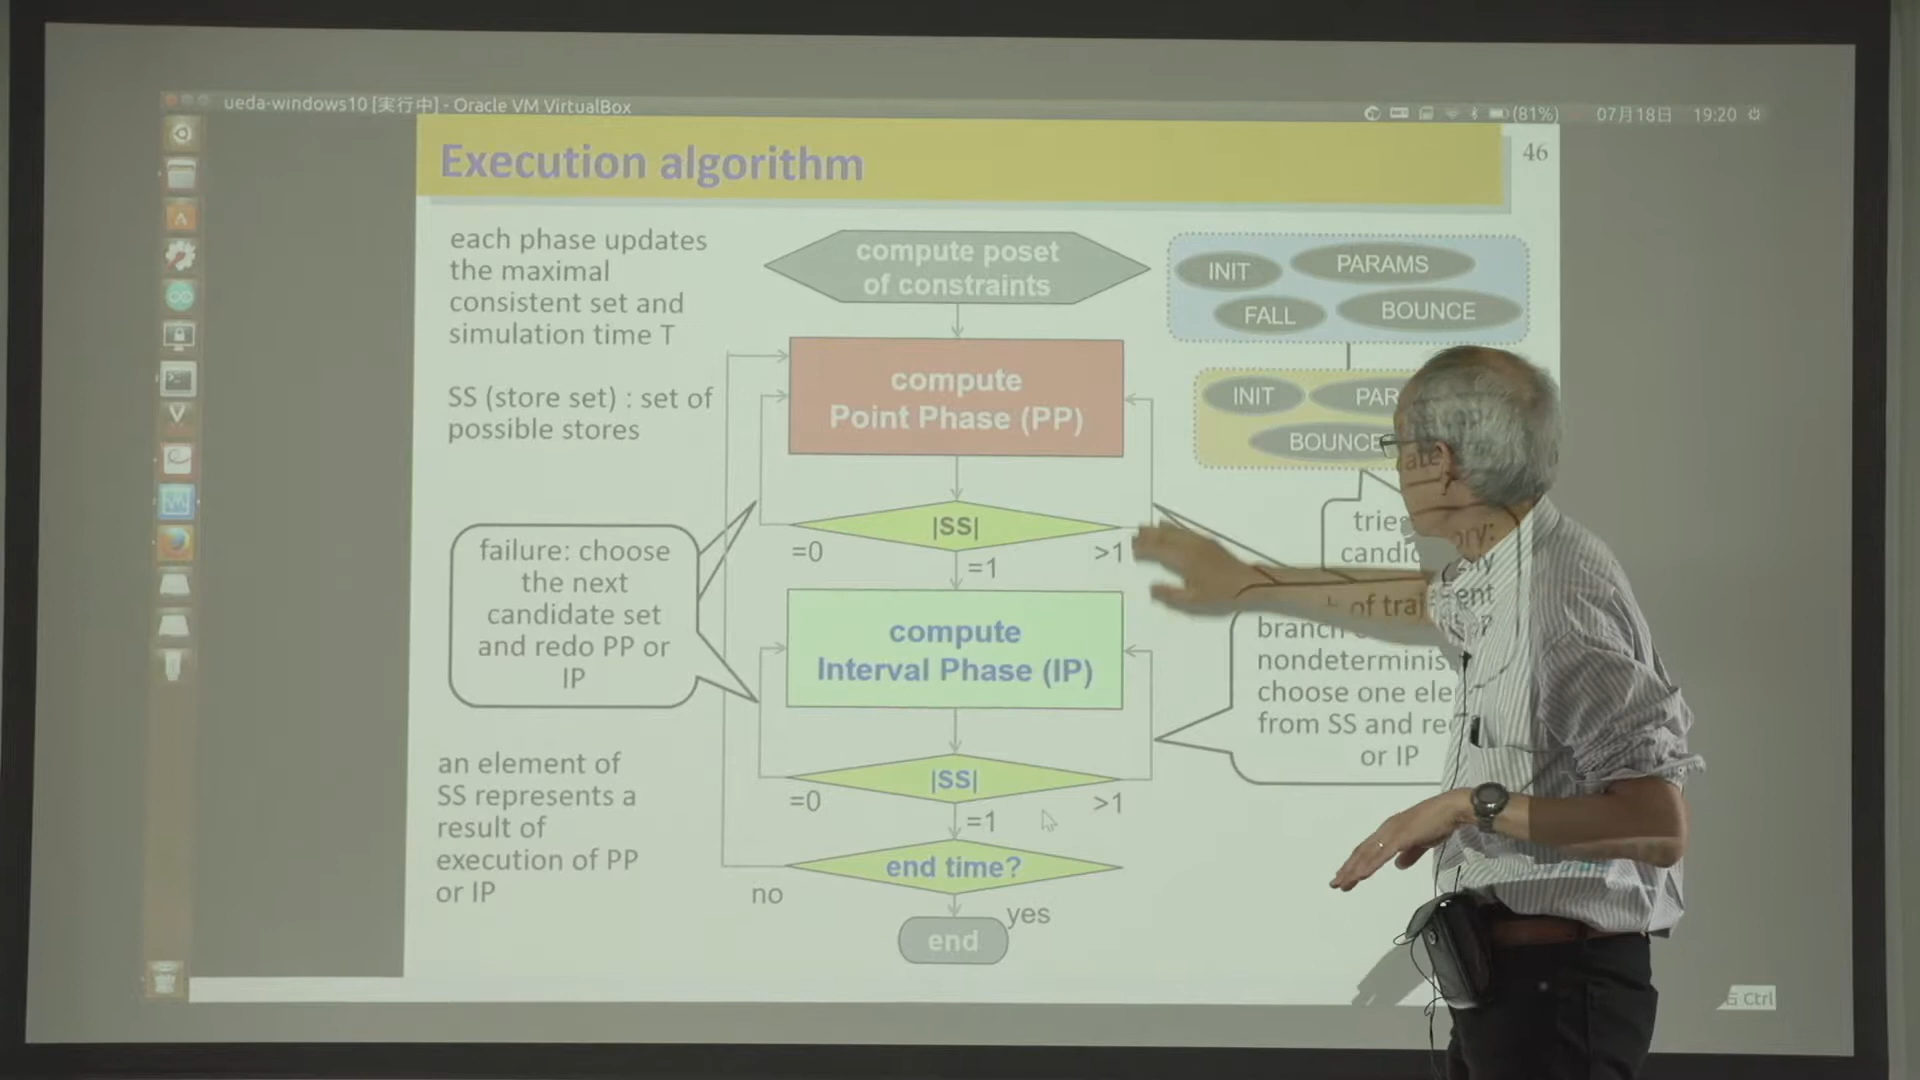 ueda-windows10 [実行中] - Oracle VM VirtualBox
(81%) 07月18日 19:20
Execution algorithm
46
each phase updates
the maximal
consistent set and
simulation time T
SS (store set) : set of
possible stores
failure: choose
the next
candidate set
and redo PP or
IP
an element of
SS represents a
result of
execution of PP
or IP
compute poset
of constraints
compute
Point Phase (PP)
|SS|
=0
=1
>1
compute
Interval Phase (IP)
|SS|
=0
=1
>1
end time?
no
yes
end
INIT
PARAMS
FALL
BOUNCE
INIT
PAR
BOUNCE
of
branch
choose one
from SS and
or IP
Ctrl